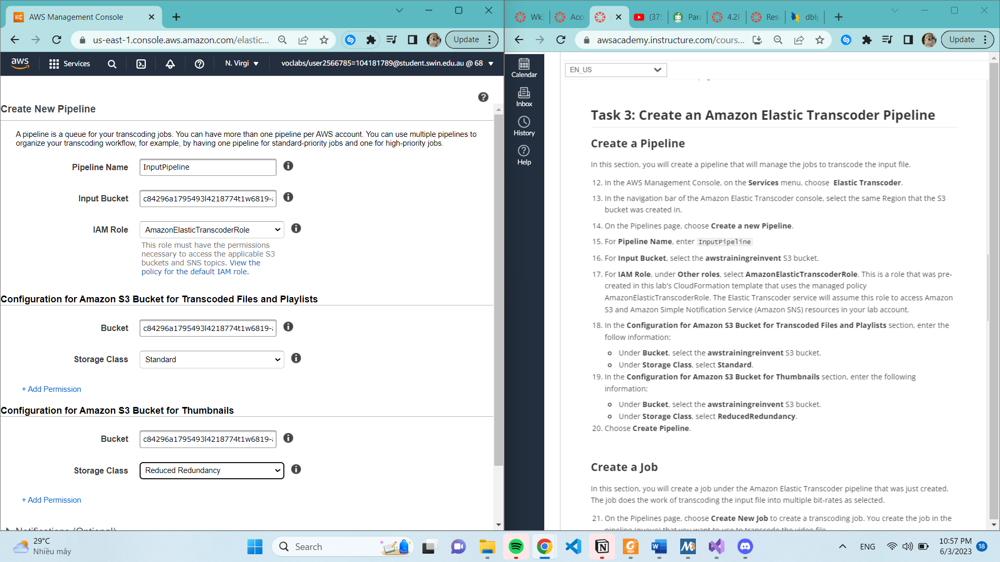 AWS Management Console
us-east-1.console.aws.amazon.com/elastic...
Update
aws
Services
N. Virgi
voclabs/user2566785=104181789@student.swin.edu.au @ 68
Create New Pipeline
A pipeline is a queue for your transcoding jobs. You can have more than one pipeline per AWS account. You can use multiple pipelines to
organize your transcoding workflow, for example, by having one pipeline for standard-priority jobs and one for high-priority jobs.
Pipeline Name
InputPipeline
Input Bucket
c84296a1795493l4218774t1w6819-
IAM Role
AmazonElasticTranscoderRole
This role must have the permissions
necessary to access the applicable S3
buckets and SNS topics. View the
policy for the default IAM role.
Configuration for Amazon S3 Bucket for Transcoded Files and Playlists
Bucket
c84296a1795493l4218774t1w6819-
Storage Class
Standard
+ Add Permission
Configuration for Amazon S3 Bucket for Thumbnails
Bucket
c84296a1795493l4218774t1w6819-
Storage Class
Reduced Redundancy
+ Add Permission
Notifications (Optional)
Wk
Acc
(37
Para
4.2F
Res
dbl
awsacademy.instructure.com/cours...
Update
Calendar
Inbox
History
Help
EN_US
Task 3: Create an Amazon Elastic Transcoder Pipeline
Create a Pipeline
In this section, you will create a pipeline that will manage the jobs to transcode the input file.
12. In the AWS Management Console, on the Services menu, choose Elastic Transcoder.
13. In the navigation bar of the Amazon Elastic Transcoder console, select the same Region that the S3
bucket was created in.
14. On the Pipelines page, choose Create a new Pipeline.
15. For Pipeline Name, enter InputPipeline
16. For Input Bucket, select the awstrainingreinvent S3 bucket.
17. For IAM Role, under Other roles, select AmazonElasticTranscoderRole. This is a role that was pre-
created in this lab's CloudFormation template that uses the managed policy
AmazonElasticTranscoderRole. The Elastic Transcoder service will assume this role to access Amazon
S3 and Amazon Simple Notification Service (Amazon SNS) resources in your lab account.
18. In the Configuration for Amazon S3 Bucket for Transcoded Files and Playlists section, enter the
follow information:
Under Bucket, select the awstrainingreinvent S3 bucket.
Under Storage Class, select Standard.
19. In the Configuration for Amazon S3 Bucket for Thumbnails section, enter the following
information:
Under Bucket, select the awstrainingreinvent S3 bucket.
Under Storage Class, select ReducedRedundancy.
20. Choose Create Pipeline.
Create a Job
In this section, you will create a job under the Amazon Elastic Transcoder pipeline that was just created.
The job does the work of transcoding the input file into multiple bit-rates as selected.
21. On the Pipelines page, choose Create New Job to create a transcoding job. You create the job in the
pipeline (queue) that you want to use to transcode the video file.
29°C
Nhiều mây
Search
ENG
10:57 PM
6/3/2023
18